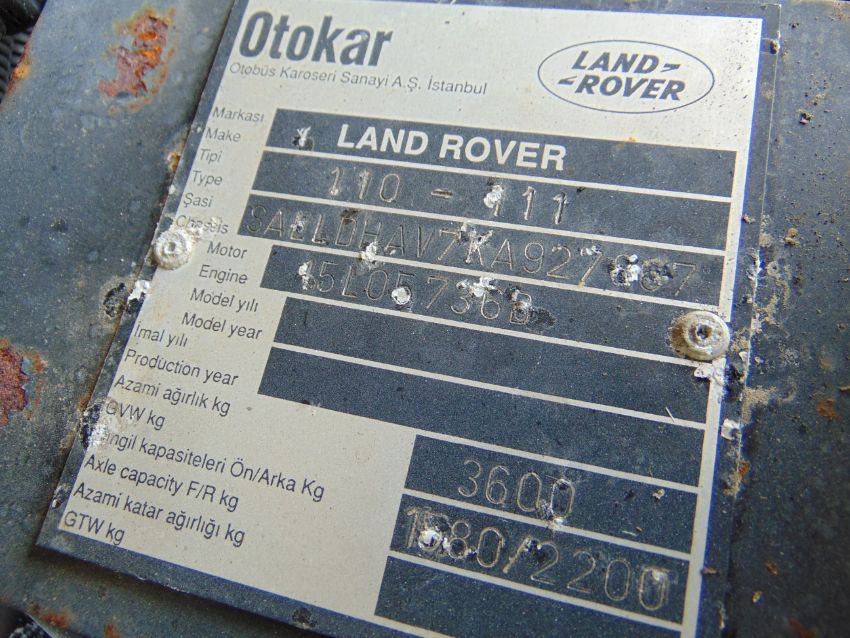 Otokar
Otobüs Karoseri Sanayi A.Ş. İstanbul
LAND ROVER
Markası
Make
LAND ROVER
Tipi
Type
110 - 111
Şasi
Chassis
Motor
Engine
15L05736B
Model yılı
Model year
İmal yılı
Production year
Azami ağırlık kg
GVW kg
3600
Dingil kapasiteleri Ön/Arka Kg
Axle capacity F/R kg
1580/2200
Azami katar ağırlığı kg
GTW kg